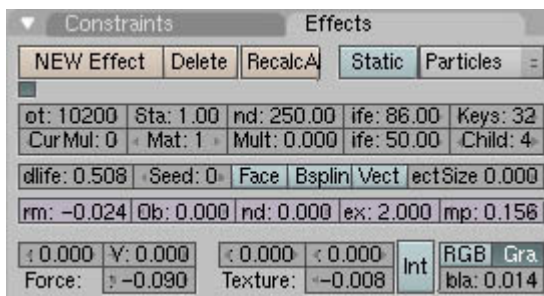 Constraints Effects
NEW Effect Delete RecalcA Static Particles
ot: 10200 Sta: 1.00 nd: 250.00 ife: 86.00 Keys: 32
CurMul: 0 Mat: 1 Mult: 0.000 ife: 50.00 Child: 4
dlife: 0.508 Seed: 0 Face Bsplin Vect ectSize 0.000
rm: -0.024 Ob: 0.000 nd: 0.000 ex: 2.000 mp: 0.156
: 0.000 Y: 0.000 : 0.000 : 0.000 Int RGB Gra
Force: -0.090 Texture: -0.008 bla: 0.014